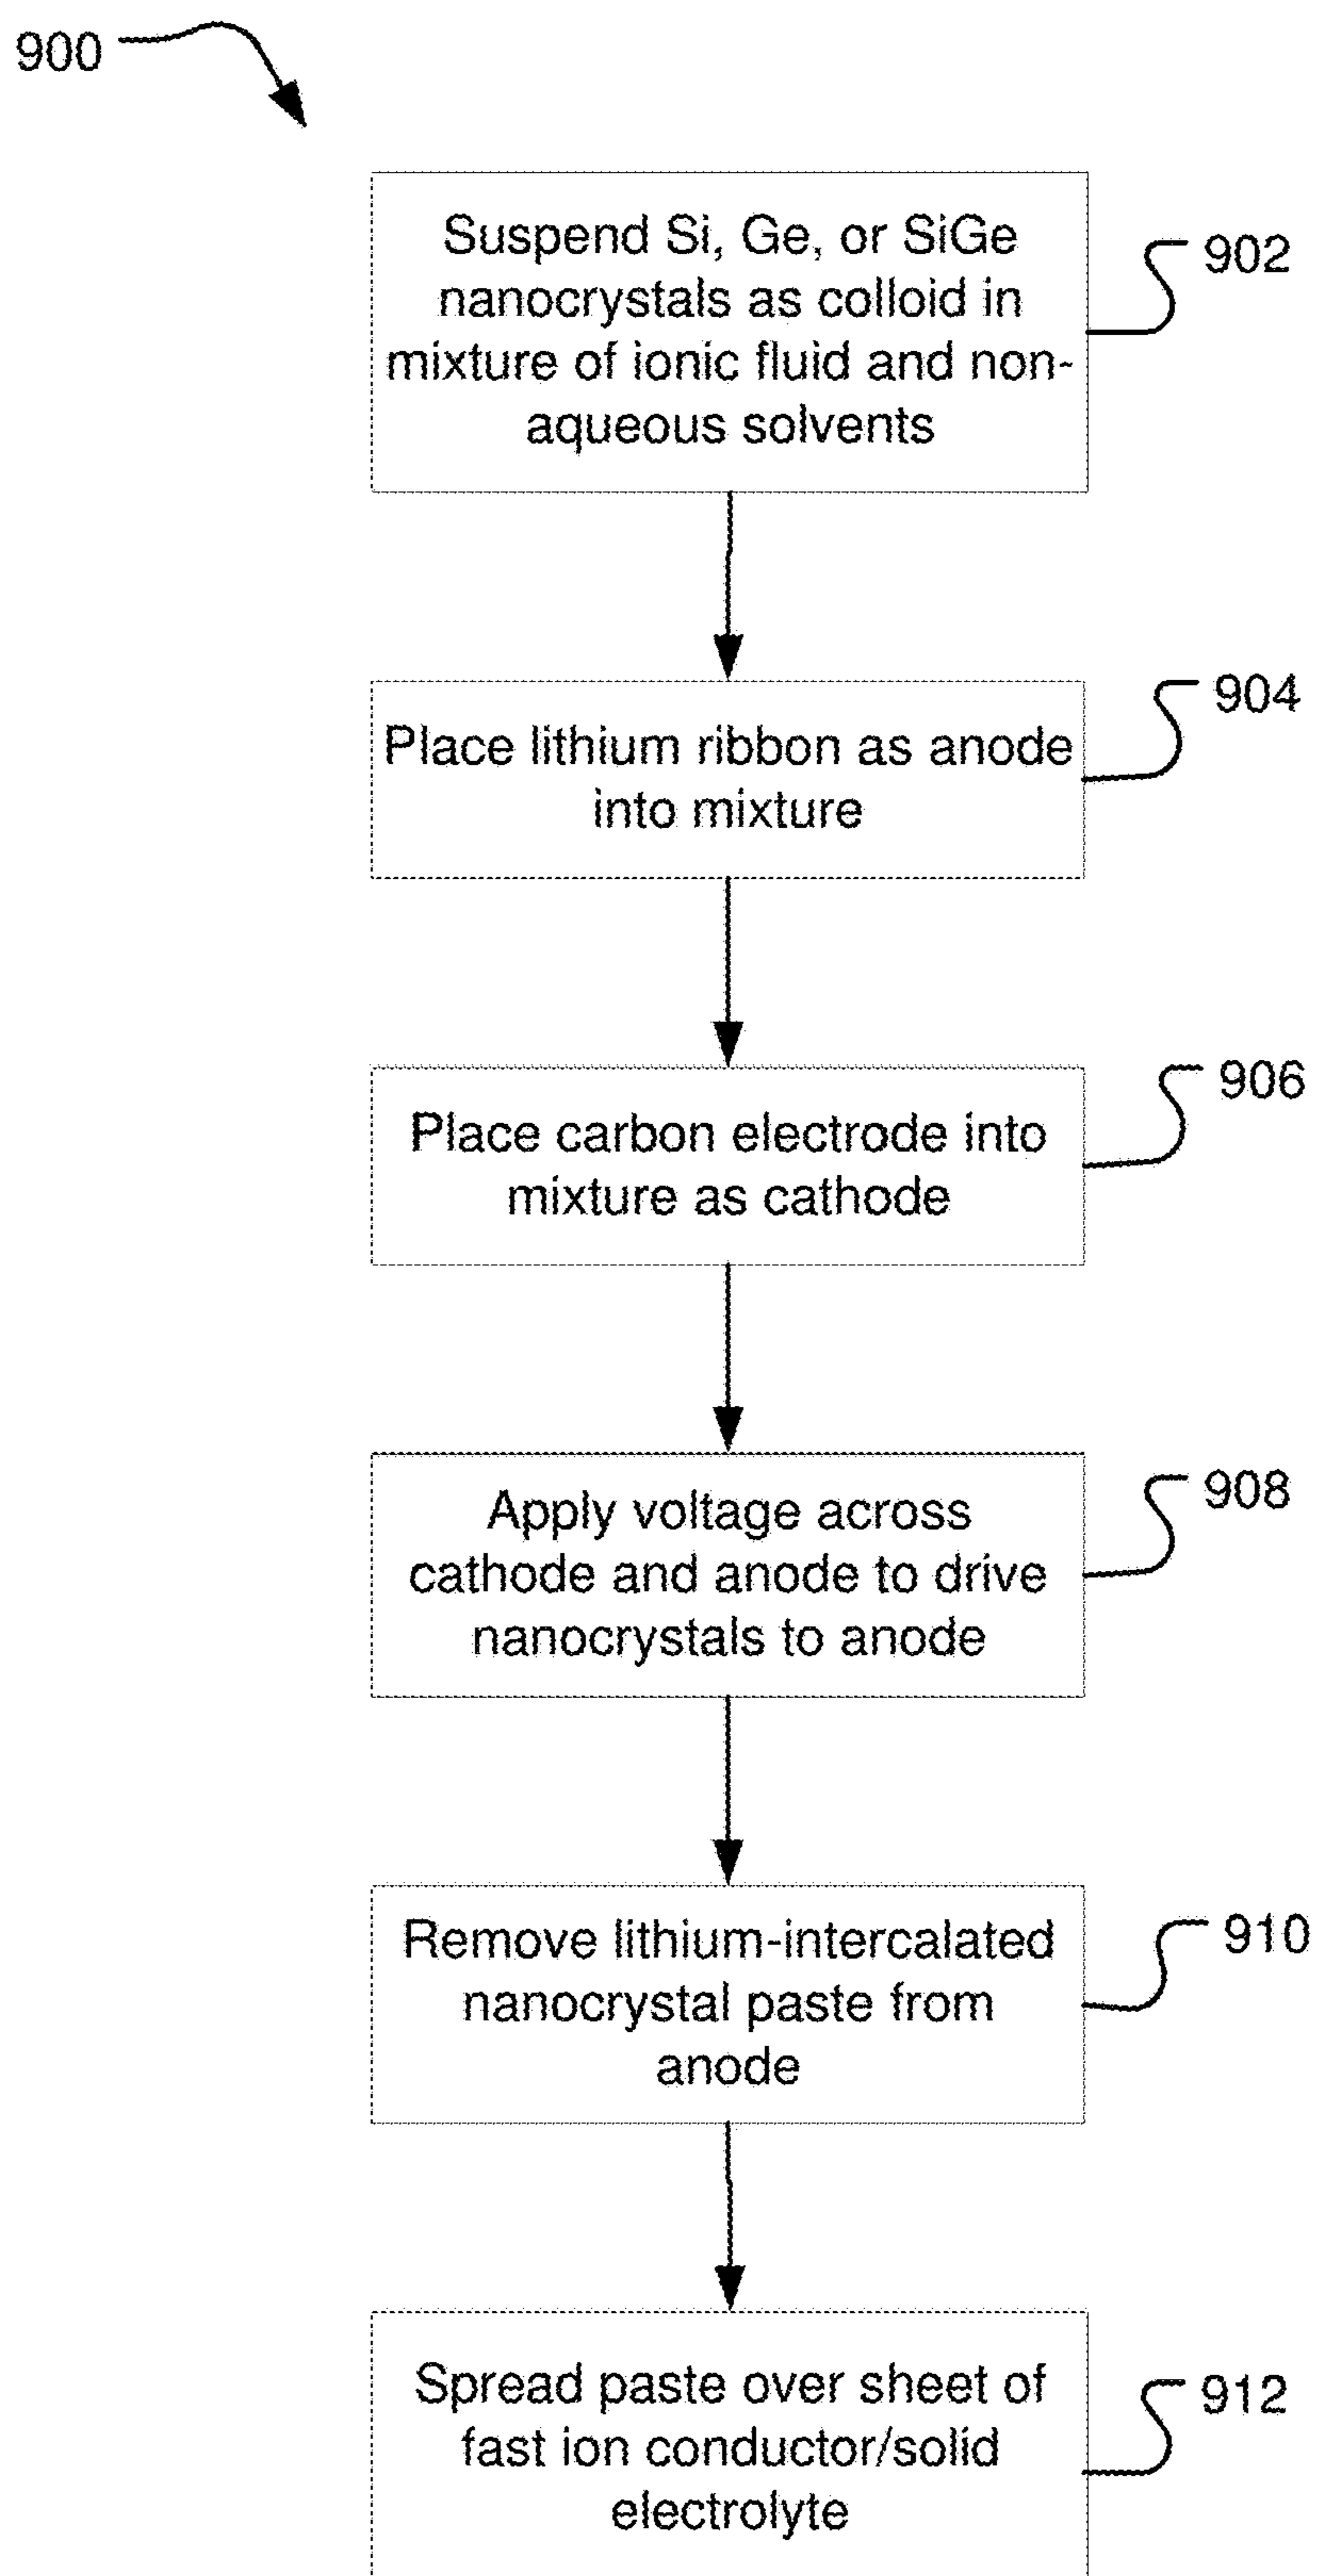 900
Suspend Si, Ge, or SiGe
nanocrystals as colloid in
mixture of ionic fluid and non-
aqueous solvents
902
Place lithium ribbon as anode
into mixture
904
Place carbon electrode into
mixture as cathode
906
Apply voltage across
cathode and anode to drive
nanocrystals to anode
908
Remove lithium-intercalated
nanocrystal paste from
anode
910
Spread paste over sheet of
fast ion conductor/solid
electrolyte
912